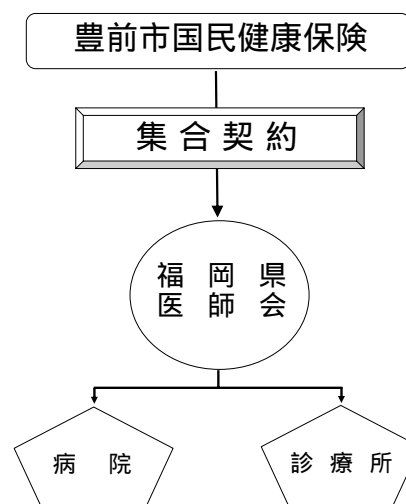 豊前市国民健康保険
集合契約
福岡県
医師会
病院
診療所